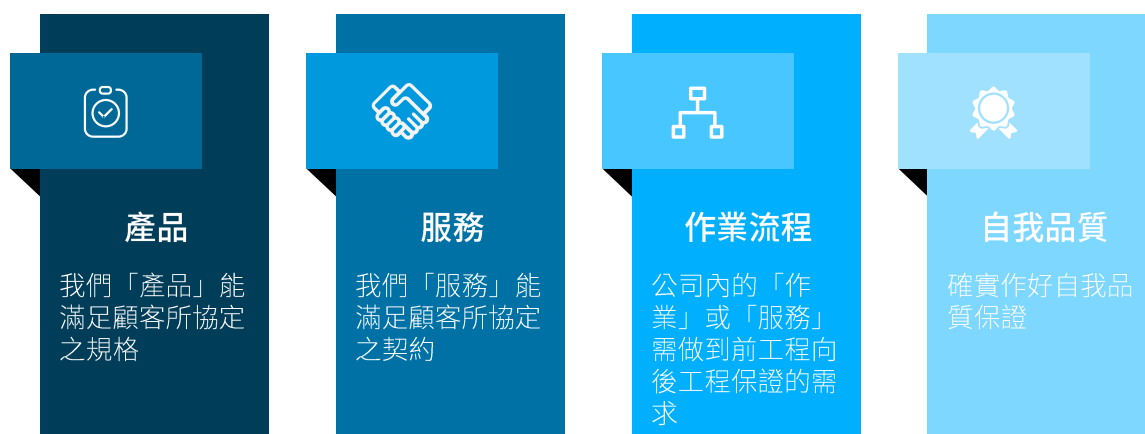 產品
我們「產品」能
滿足顧客所協定
之規格
服務
我們「服務」能
滿足顧客所協定
之契約
作業流程
公司內的「作
業」或「服務」
需做到前工程向
後工程保證的需
求
自我品質
確實作好自我品
質保證